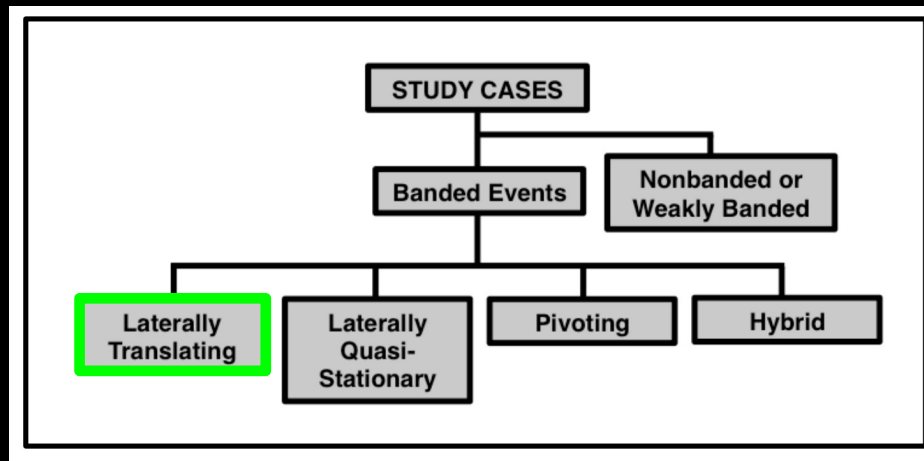 STUDY CASES
Banded Events
Nonbanded or
Weakly Banded
Laterally
Translating
Laterally
Quasi-
Stationary
Pivoting
Hybrid